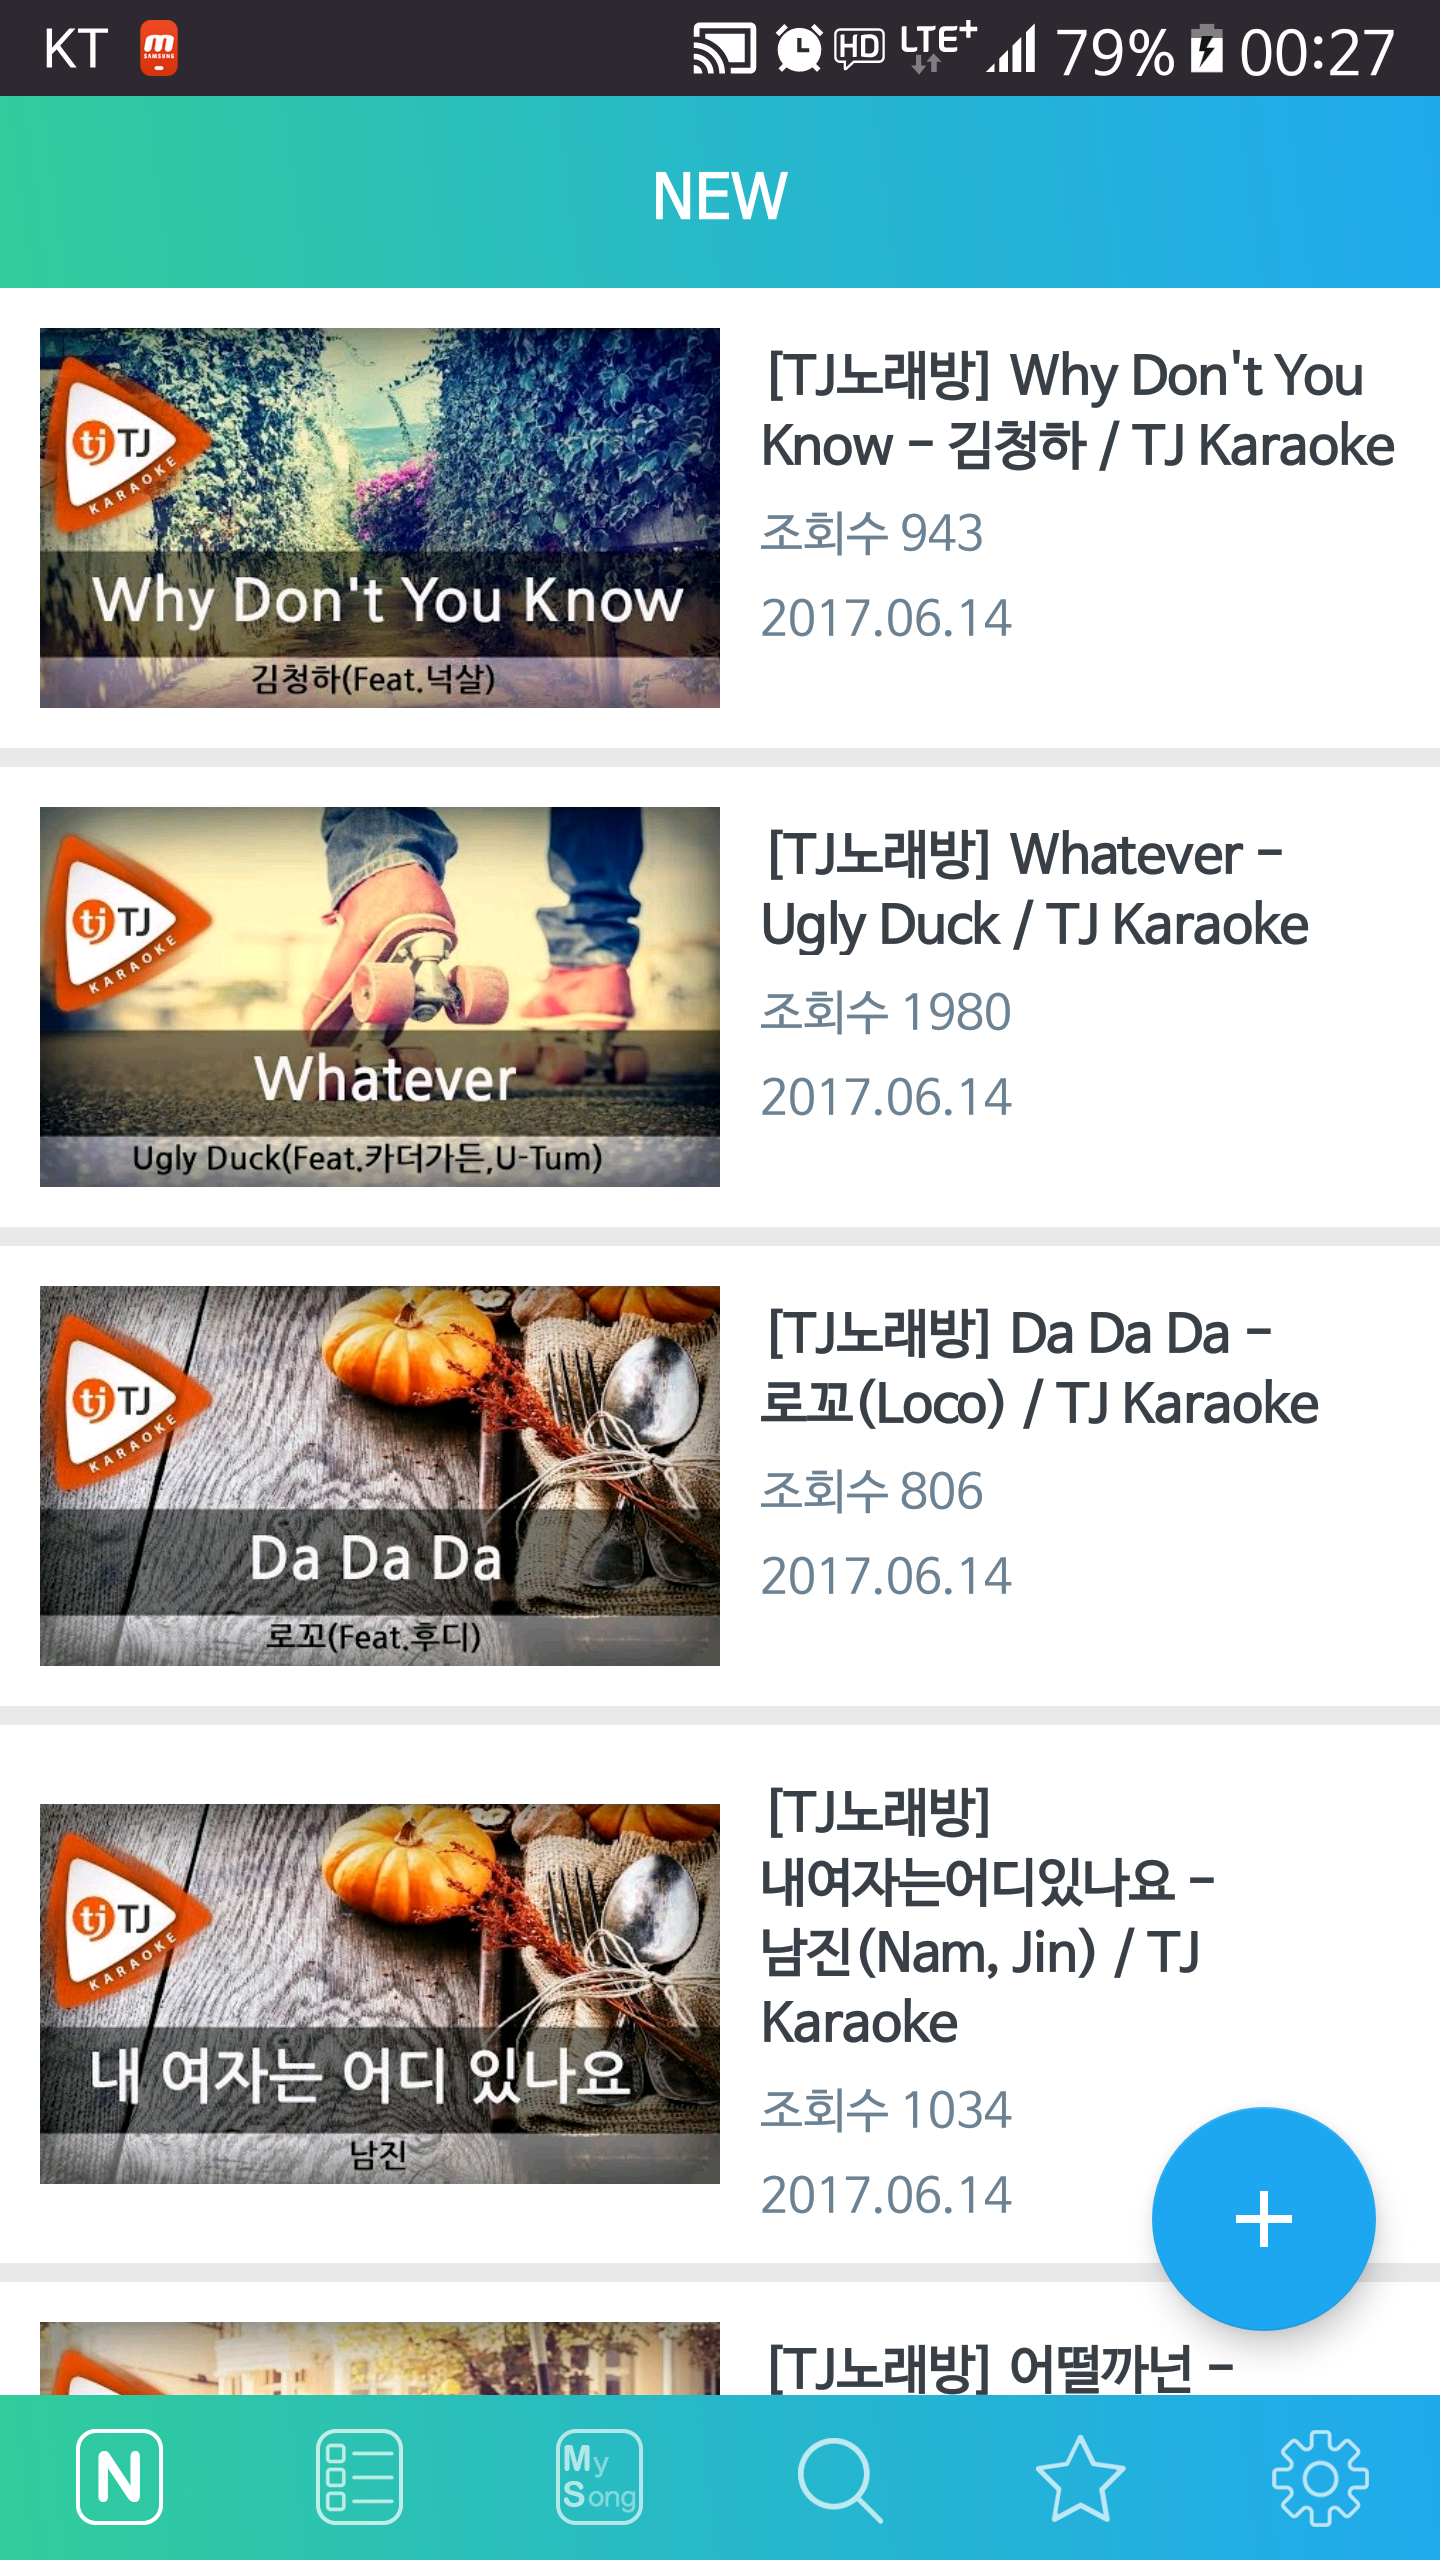 KT
m
SAMSUNG
HD
LTE+
79%
00:27
NEW
tj TJ
KARAOKE
Why Don't You Know
김청하(Feat.넉살)
[TJ노래방] Why Don't You
Know - 김청하 / TJ Karaoke
조회수 943
2017.06.14
tj TJ
KARAOKE
Whatever
Ugly Duck(Feat.카더가든,U-Tum)
[TJ노래방] Whatever -
Ugly Duck / TJ Karaoke
조회수 1980
2017.06.14
tj TJ
KARAOKE
Da Da Da
로꼬(Feat.후디)
[TJ노래방] Da Da Da -
로꼬(Loco) / TJ Karaoke
조회수 806
2017.06.14
tj TJ
KARAOKE
내 여자는 어디 있나요
남진
[TJ노래방]
내여자는어디있나요 -
남진(Nam, Jin) / TJ
Karaoke
조회수 1034
2017.06.14
[TJ노래방] 어떨까넌 -
N
My
Song